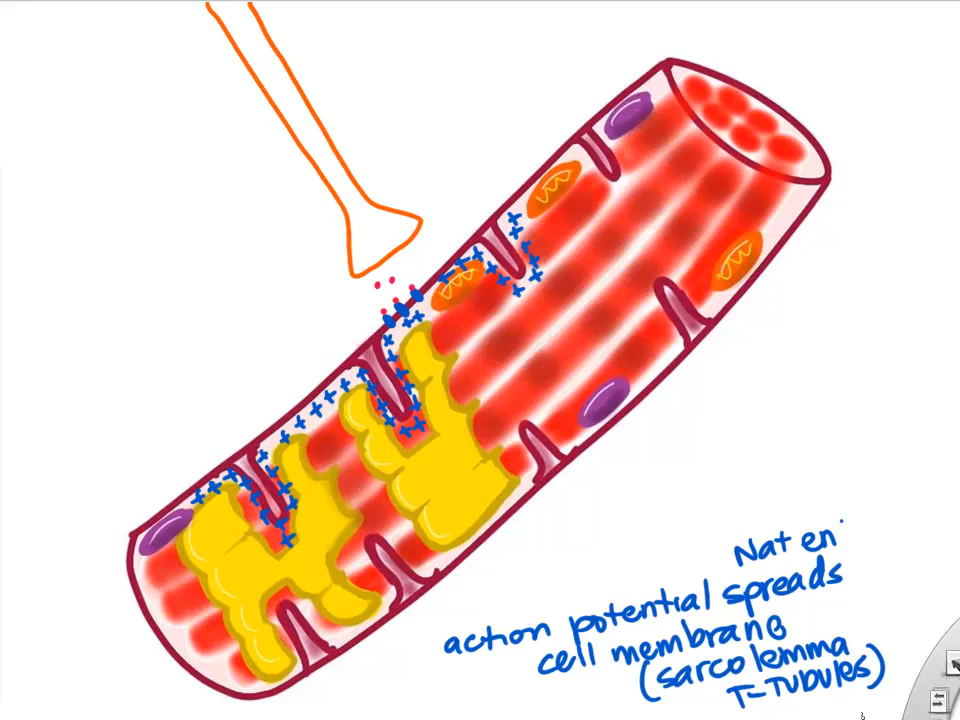 Na+ en
action potential spreads
cell membrane
(sarcolemma
T-TUBULES)